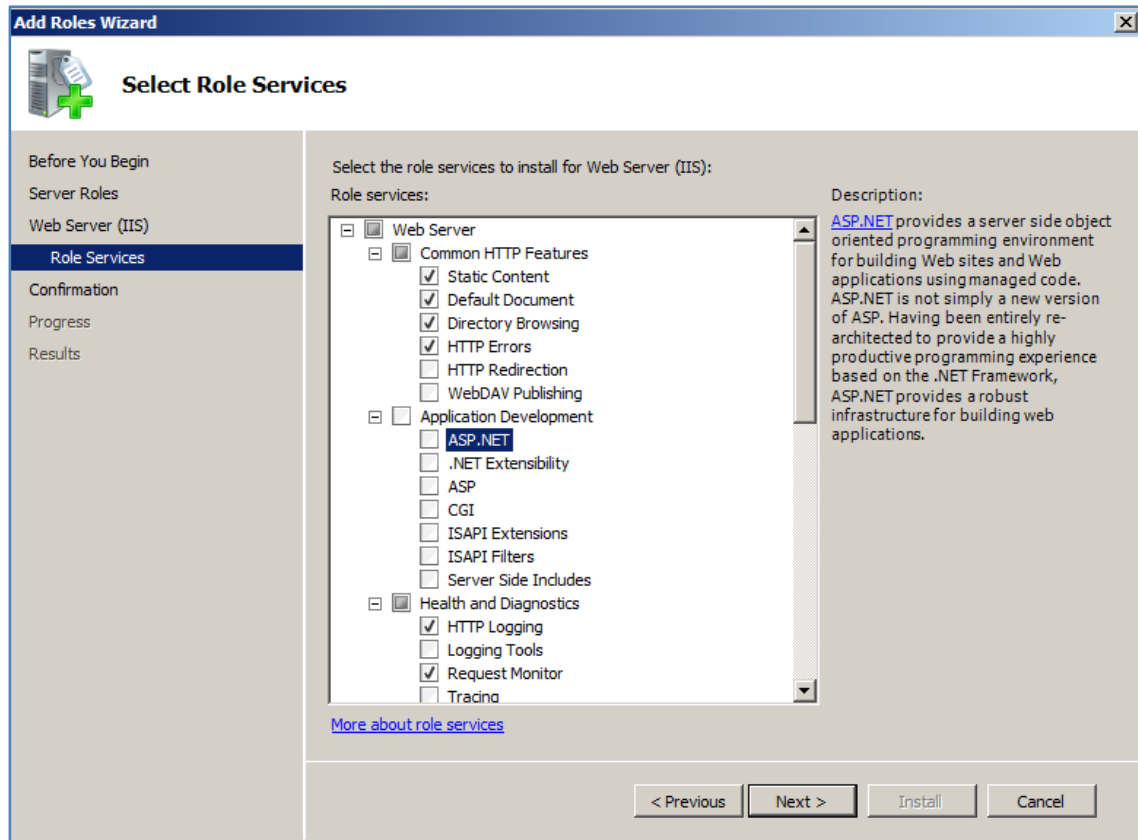 Add Roles Wizard
Select Role Services
Before You Begin
Server Roles
Web Server (IIS)
Role Services
Confirmation
Progress
Results
Select the role services to install for Web Server (IIS):
Role services:
Web Server
Common HTTP Features
Static Content
Default Document
Directory Browsing
HTTP Errors
HTTP Redirection
WebDAV Publishing
Application Development
ASP.NET
.NET Extensibility
ASP
CGI
ISAPI Extensions
ISAPI Filters
Server Side Includes
Health and Diagnostics
HTTP Logging
Logging Tools
Request Monitor
Tracing
More about role services
Description:
ASP.NET provides a server side object
oriented programming environment
for building Web sites and Web
applications using managed code.
ASP.NET is not simply a new version
of ASP. Having been entirely re-
architected to provide a highly
productive programming experience
based on the .NET Framework,
ASP.NET provides a robust
infrastructure for building web
applications.
< Previous
Next >
Install
Cancel